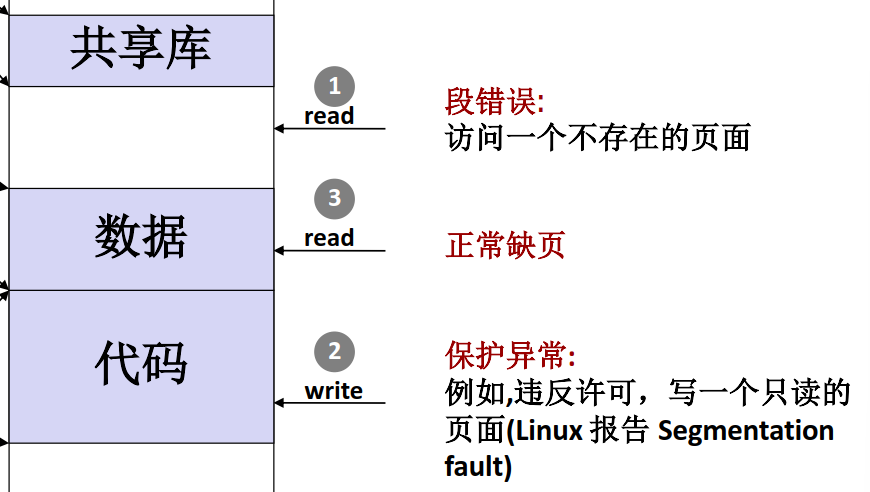 共享库
1
read
段错误:
访问一个不存在的页面
数据
3
read
正常缺页
代码
2
write
保护异常:
例如,违反许可，写一个只读的
页面(Linux 报告 Segmentation
fault)